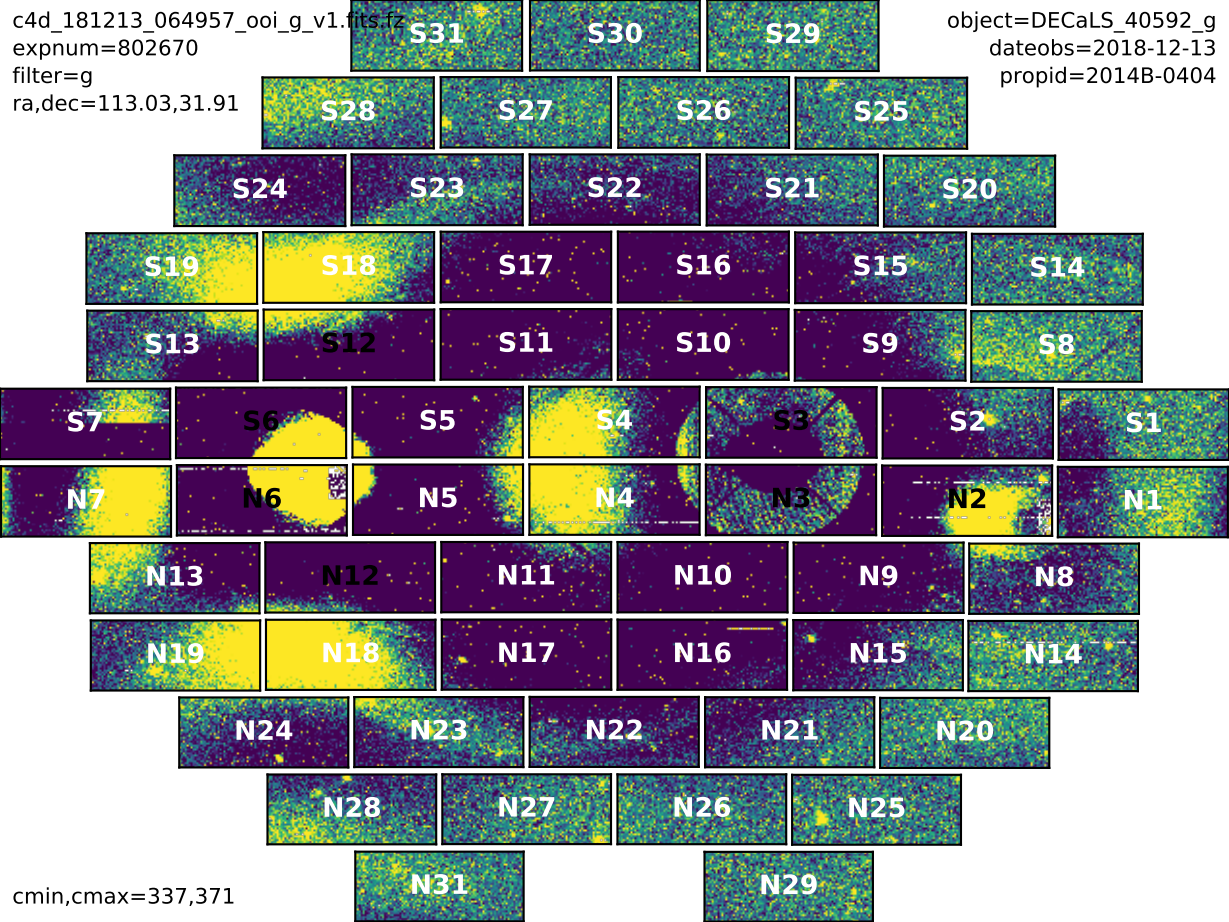 c4d_181213_064957_ooi_g_v1.fits.fz
expnum=802670
filter=g
ra,dec=113.03,31.91
object=DECaLS_40592_g
dateobs=2018-12-13
propid=2014B-0404
S31 S30 S29
S28 S27 S26 S25
S24 S23 S22 S21 S20
S19 S18 S17 S16 S15 S14
S13 S12 S11 S10 S9 S8
S7 S6 S5 S4 S3 S2 S1
N7 N6 N5 N4 N3 N2 N1
N13 N12 N11 N10 N9 N8
N19 N18 N17 N16 N15 N14
N24 N23 N22 N21 N20
N28 N27 N26 N25
N31 N29
cmin,cmax=337,371